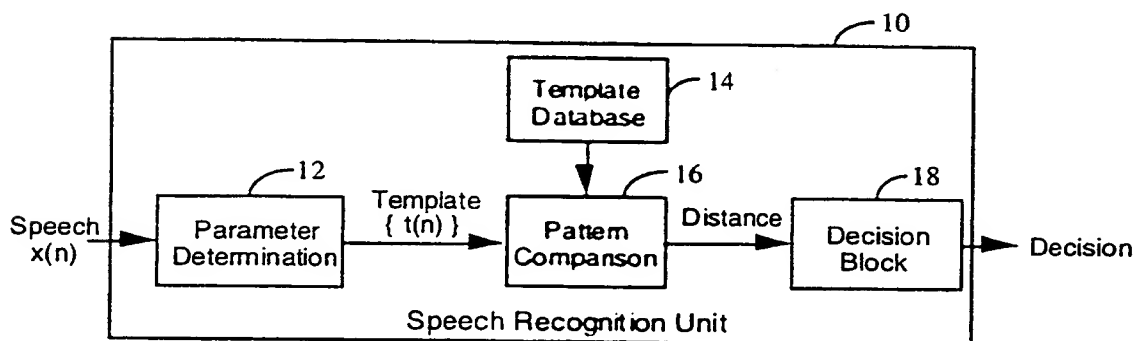 10
Template
Database
14
12
16
18
Speech
x(n)
Parameter
Determination
Template
{ t(n) }
Pattern
Comparison
Distance
Decision
Block
Decision
Speech Recognition Unit